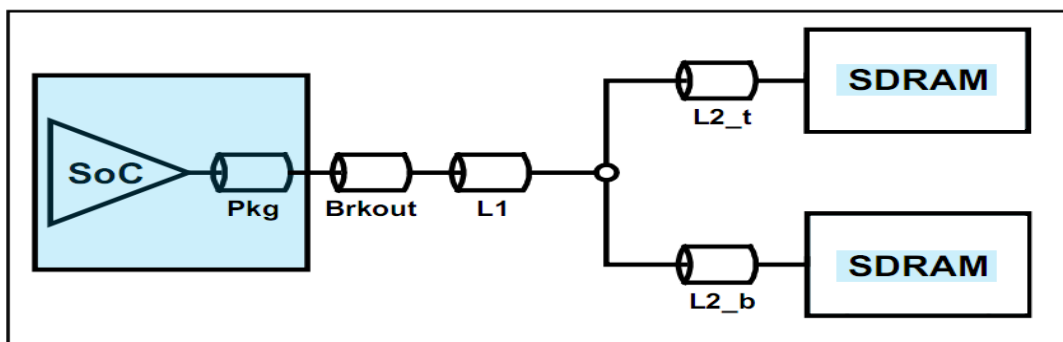 SoC
Pkg
Brkout
L1
L2_t
SDRAM
L2_b
SDRAM